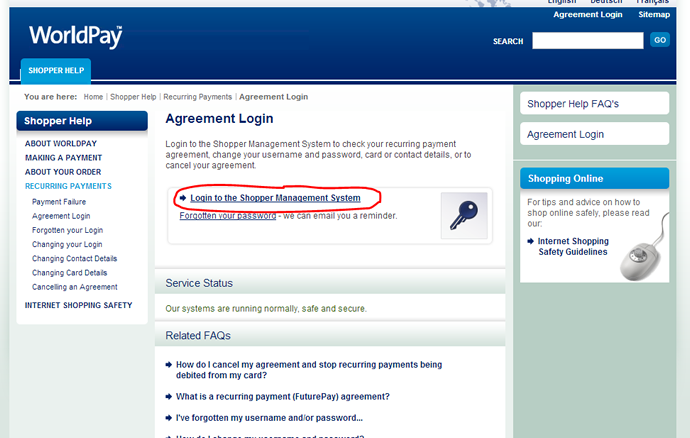 English Deutsch Français
Agreement Login Sitemap
WorldPay™
SEARCH GO
SHOPPER HELP
You are here: Home | Shopper Help | Recurring Payments | Agreement Login
Shopper Help
ABOUT WORLDPAY
MAKING A PAYMENT
ABOUT YOUR ORDER
RECURRING PAYMENTS
Payment Failure
Agreement Login
Forgotten your Login
Changing your Login
Changing Contact Details
Changing Card Details
Cancelling an Agreement
INTERNET SHOPPING SAFETY
Agreement Login
Login to the Shopper Management System to check your recurring payment
agreement, change your username and password, card or contact details, or to
cancel your agreement.
Login to the Shopper Management System
Forgotten your password - we can email you a reminder.
Service Status
Our systems are running normally, safe and secure.
Related FAQs
How do I cancel my agreement and stop recurring payments being
debited from my card?
What is a recurring payment (FuturePay) agreement?
I've forgotten my username and/or password...
How do I change my username and password?
Shopper Help FAQ's
Agreement Login
Shopping Online
For tips and advice on how to
shop online safely, please read
our:
Internet Shopping
Safety Guidelines